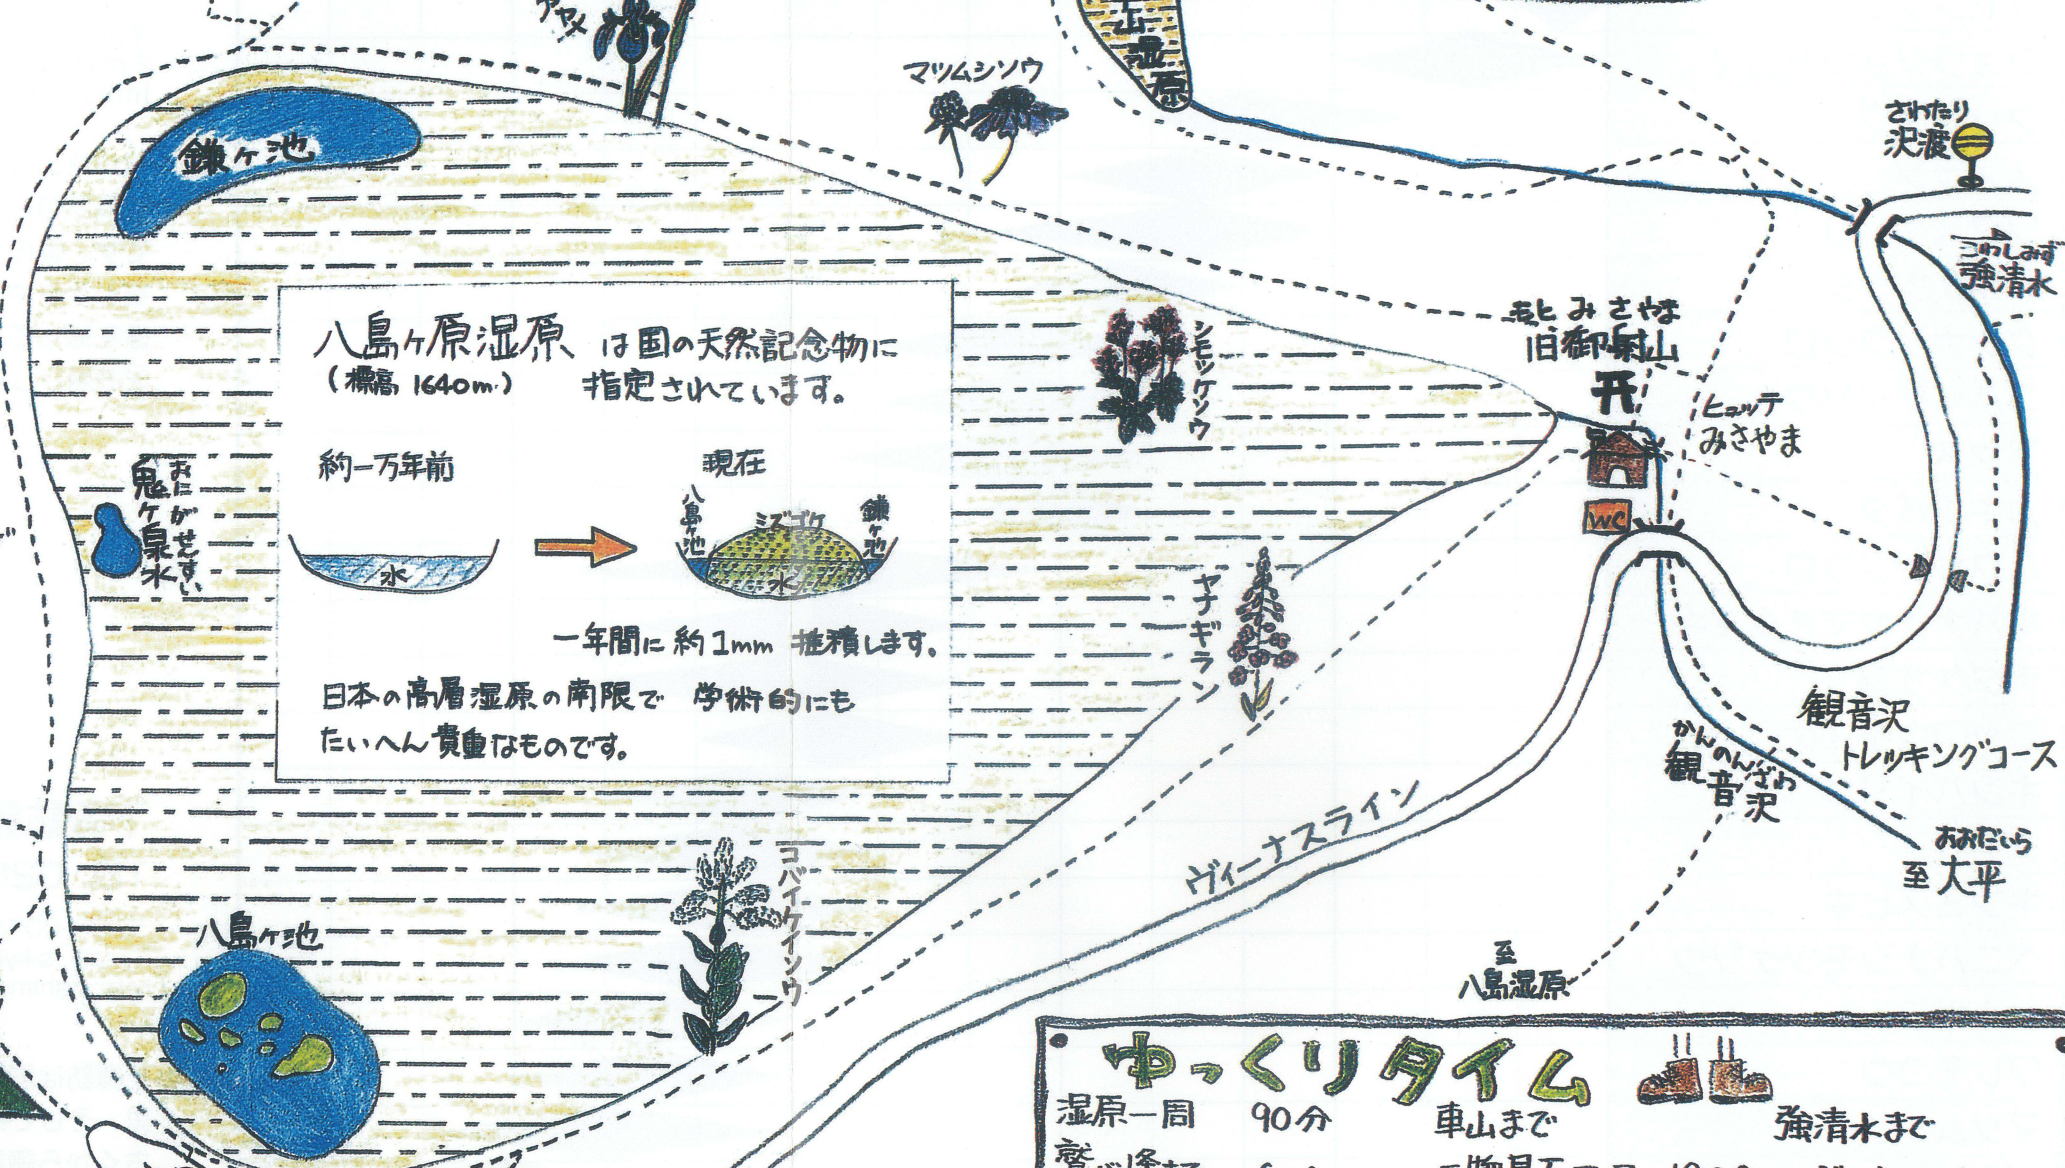 アヤメ
マツムシソウ
山湿原
さわたり
沢渡
こわしみず
強清水
鎌ヶ池
もと みさやま
旧御射山
ヒュッテ
みさやま
WC
シモツケソウ
八島ヶ原湿原 は国の天然記念物に
(標高 1640m) 指定されています。
約一万年前
現在
水
八島ヶ池
ミズゴケ
鎌ヶ池
水
一年間に約1mm 堆積します。
日本の高層湿原の南限で 学術的にも
たいへん貴重なものです。
おにがせんすい
鬼ヶ泉水
ヤナギラン
観音沢
トレッキングコース
かんのんざわ
観音沢
おおだいら
至 大平
ヴィーナスライン
コバイケイソウ
八島ヶ池
至
八島湿原
ゆっくりタイム
湿原一周 90分 車山まで 強清水まで